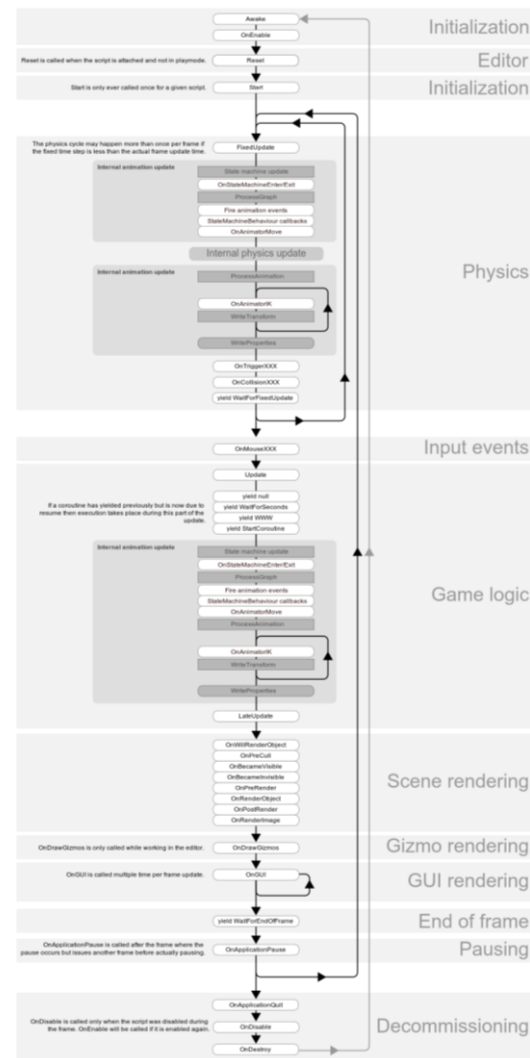 Awake
Initialization
OnEnable
Reset is called when the script is attached and not in playmode.
Reset
Editor
Start is only ever called once for a given script.
Start
Initialization
The physics cycle may happen more than once per frame if
the fixed time step is less than the actual frame update time.
FixedUpdate
Internal animation update
State machine update
OnStateMachineEnter/Exit
ProcessGraph
Fire animation events
StateMachineBehaviour callbacks
OnAnimatorMove
Internal physics update
Physics
Internal animation update
ProcessAnimation
OnAnimatorIK
WriteTransform
WriteProperties
OnTriggerXXX
OnCollisionXXX
yield WaitForFixedUpdate
OnMouseXXX
Input events
Update
If a coroutine has yielded previously but is now due to
resume then execution takes place during this part of the
update.
yield null
yield WaitForSeconds
yield WWW
yield StartCoroutine
Internal animation update
State machine update
OnStateMachineEnter/Exit
ProcessGraph
Fire animation events
StateMachineBehaviour callbacks
OnAnimatorMove
ProcessAnimation
Game logic
OnAnimatorIK
WriteTransform
WriteProperties
LateUpdate
OnWillRenderObject
OnPreCull
OnBecameVisible
OnBecameInvisible
OnPreRender
OnRenderObject
OnPostRender
OnRenderImage
Scene rendering
OnDrawGizmos is only called while working in the editor.
OnDrawGizmos
Gizmo rendering
OnGUI is called multiple time per frame update.
OnGUI
GUI rendering
yield WaitForEndOfFrame
End of frame
OnApplicationPause is called after the frame where the
pause occurs but issues another frame before actually pausing.
OnApplicationPause
Pausing
OnApplicationQuit
OnDisable is called only when the script was disabled during
the frame. OnEnable will be called if it is enabled again.
OnDisable
Decommissioning
OnDestroy